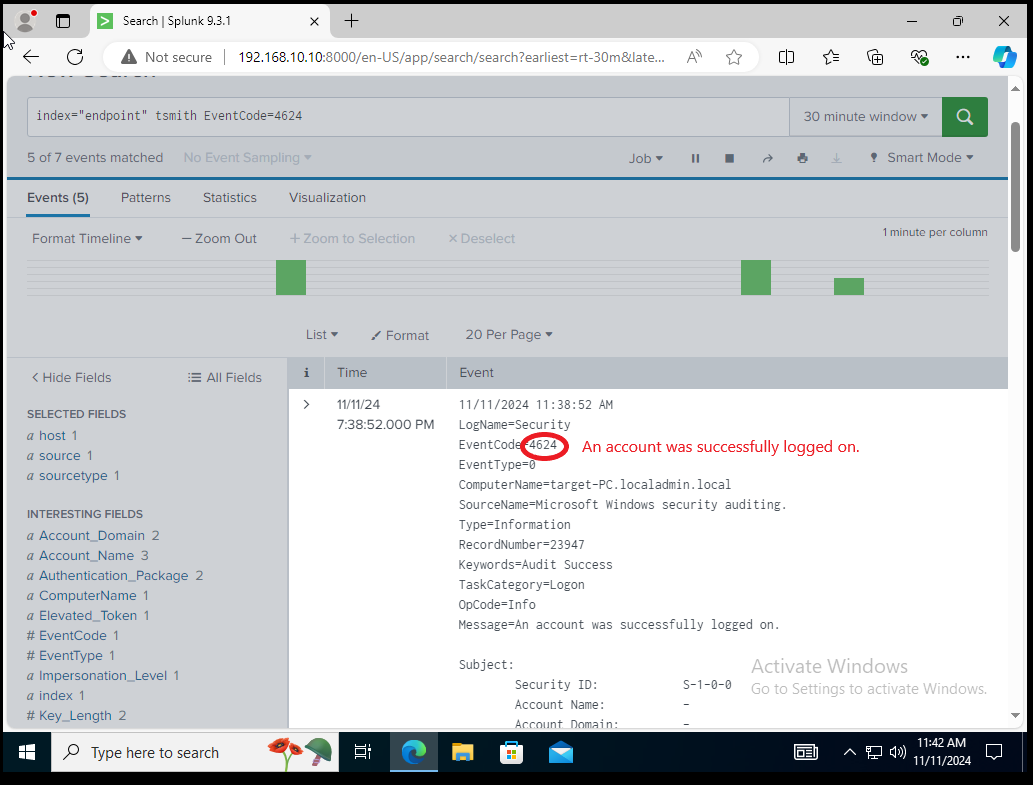 Search | Splunk 9.3.1
Not secure
192.168.10.10:8000/en-US/app/search/search?earliest=rt-30m&late...
New Search
index="endpoint" tsmith EventCode=4624
30 minute window
5 of 7 events matched
No Event Sampling
Job
Smart Mode
Events (5)
Patterns
Statistics
Visualization
Format Timeline
— Zoom Out
+ Zoom to Selection
× Deselect
1 minute per column
List
Format
20 Per Page
< Hide Fields
All Fields
i
Time
Event
SELECTED FIELDS
a host 1
a source 1
a sourcetype 1
INTERESTING FIELDS
a Account_Domain 2
a Account_Name 3
a Authentication_Package 2
a ComputerName 1
a Elevated_Token 1
# EventCode 1
# EventType 1
a Impersonation_Level 1
a index 1
# Key_Length 2
11/11/24
7:38:52.000 PM
11/11/2024 11:38:52 AM
LogName=Security
EventCode=4624
An account was successfully logged on.
EventType=0
ComputerName=target-PC.localadmin.local
SourceName=Microsoft Windows security auditing.
Type=Information
RecordNumber=23947
Keywords=Audit Success
TaskCategory=Logon
OpCode=Info
Message=An account was successfully logged on.
Subject:
Security ID: S-1-0-0
Account Name: -
Account Domain: -
Activate Windows
Go to Settings to activate Windows.
Type here to search
11:42 AM
11/11/2024